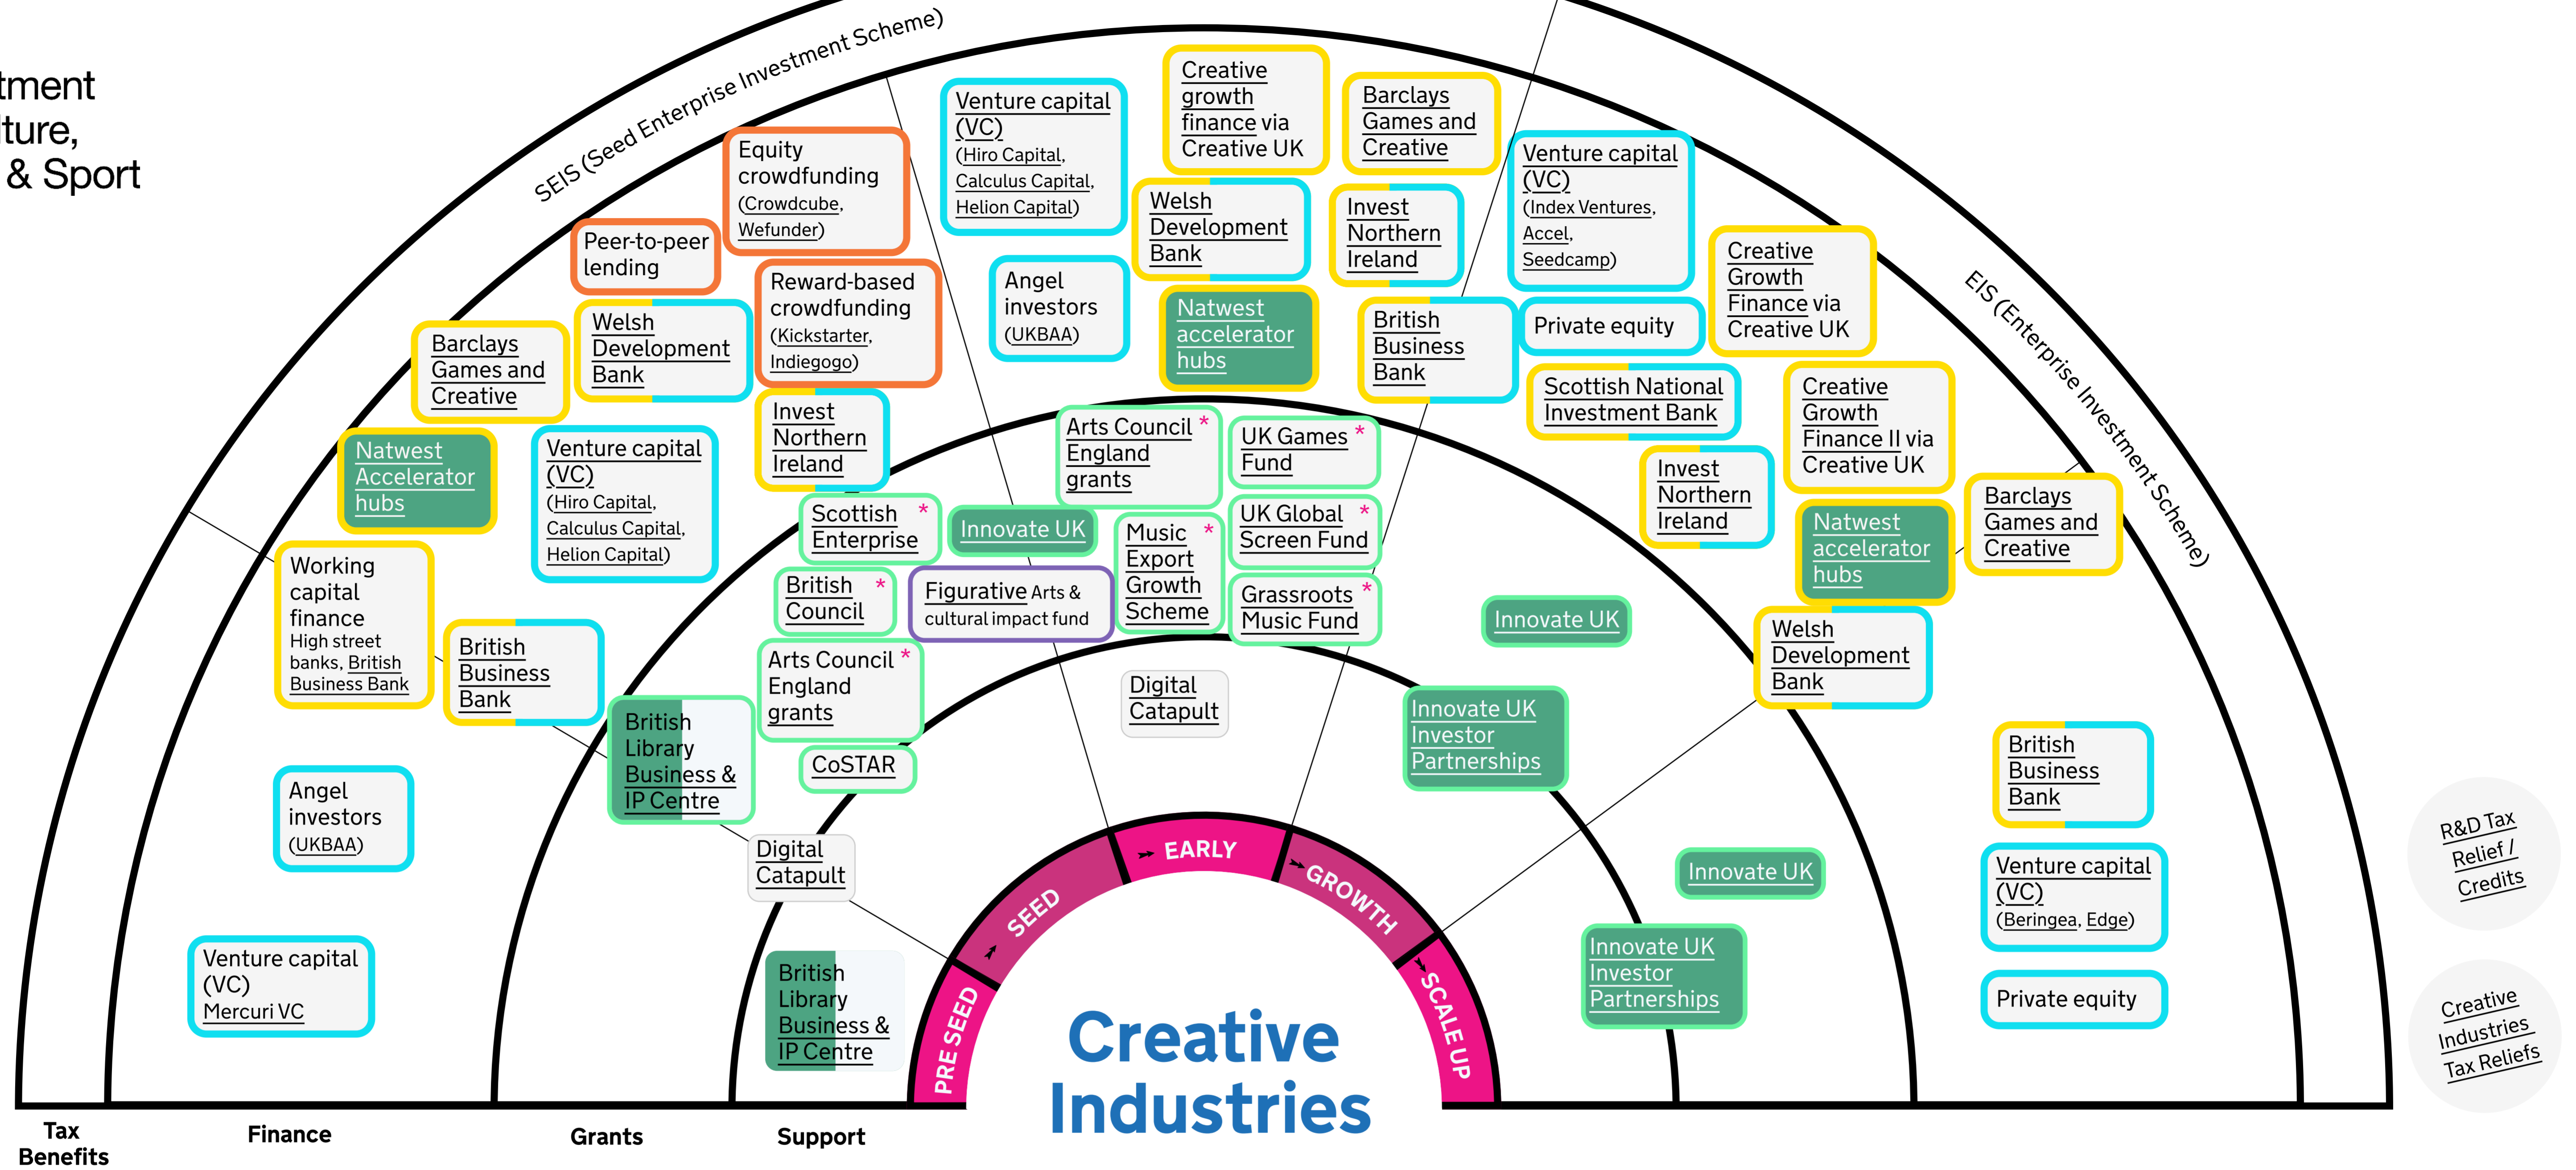 tment
lture,
& Sport
SEIS (Seed Enterprise Investment Scheme)
EIS (Enterprise Investment Scheme)
Equity
crowdfunding
(Crowdcube,
Wefunder)
Peer-to-peer
lending
Reward-based
crowdfunding
(Kickstarter,
Indiegogo)
Barclays
Games and
Creative
Welsh
Development
Bank
Invest
Northern
Ireland
Natwest
Accelerator
hubs
Venture capital
(VC)
(Hiro Capital,
Calculus Capital,
Helion Capital)
Working
capital
finance
High street
banks, British
Business Bank
British
Business
Bank
Angel
investors
(UKBAA)
Venture capital
(VC)
Mercuri VC
Venture capital
(VC)
(Hiro Capital,
Calculus Capital,
Helion Capital)
Creative
growth
finance via
Creative UK
Barclays
Games and
Creative
Welsh
Development
Bank
Invest
Northern
Ireland
Angel
investors
(UKBAA)
Natwest
accelerator
hubs
British
Business
Bank
Venture capital
(VC)
(Index Ventures,
Accel,
Seedcamp)
Creative
Growth
Finance via
Creative UK
Private equity
Scottish National
Investment Bank
Creative
Growth
Finance II via
Creative UK
Invest
Northern
Ireland
Natwest
accelerator
hubs
Barclays
Games and
Creative
Welsh
Development
Bank
British
Business
Bank
Venture capital
(VC)
(Beringea, Edge)
Private equity
Scottish *
Enterprise
Innovate UK
British *
Council
Figurative Arts &
cultural impact fund
Arts Council *
England
grants
British
Library
Business &
IP Centre
CoSTAR
Arts Council *
England
grants
UK Games *
Fund
Music *
Export
Growth
Scheme
UK Global *
Screen Fund
Grassroots *
Music Fund
Innovate UK
Innovate UK
Investor
Partnerships
Innovate UK
Innovate UK
Investor
Partnerships
Digital
Catapult
Digital
Catapult
British
Library
Business &
IP Centre
PRE SEED
SEED
EARLY
GROWTH
SCALE UP
Creative
Industries
R&D Tax
Relief /
Credits
Creative
Industries
Tax Reliefs
Tax
Benefits
Finance
Grants
Support